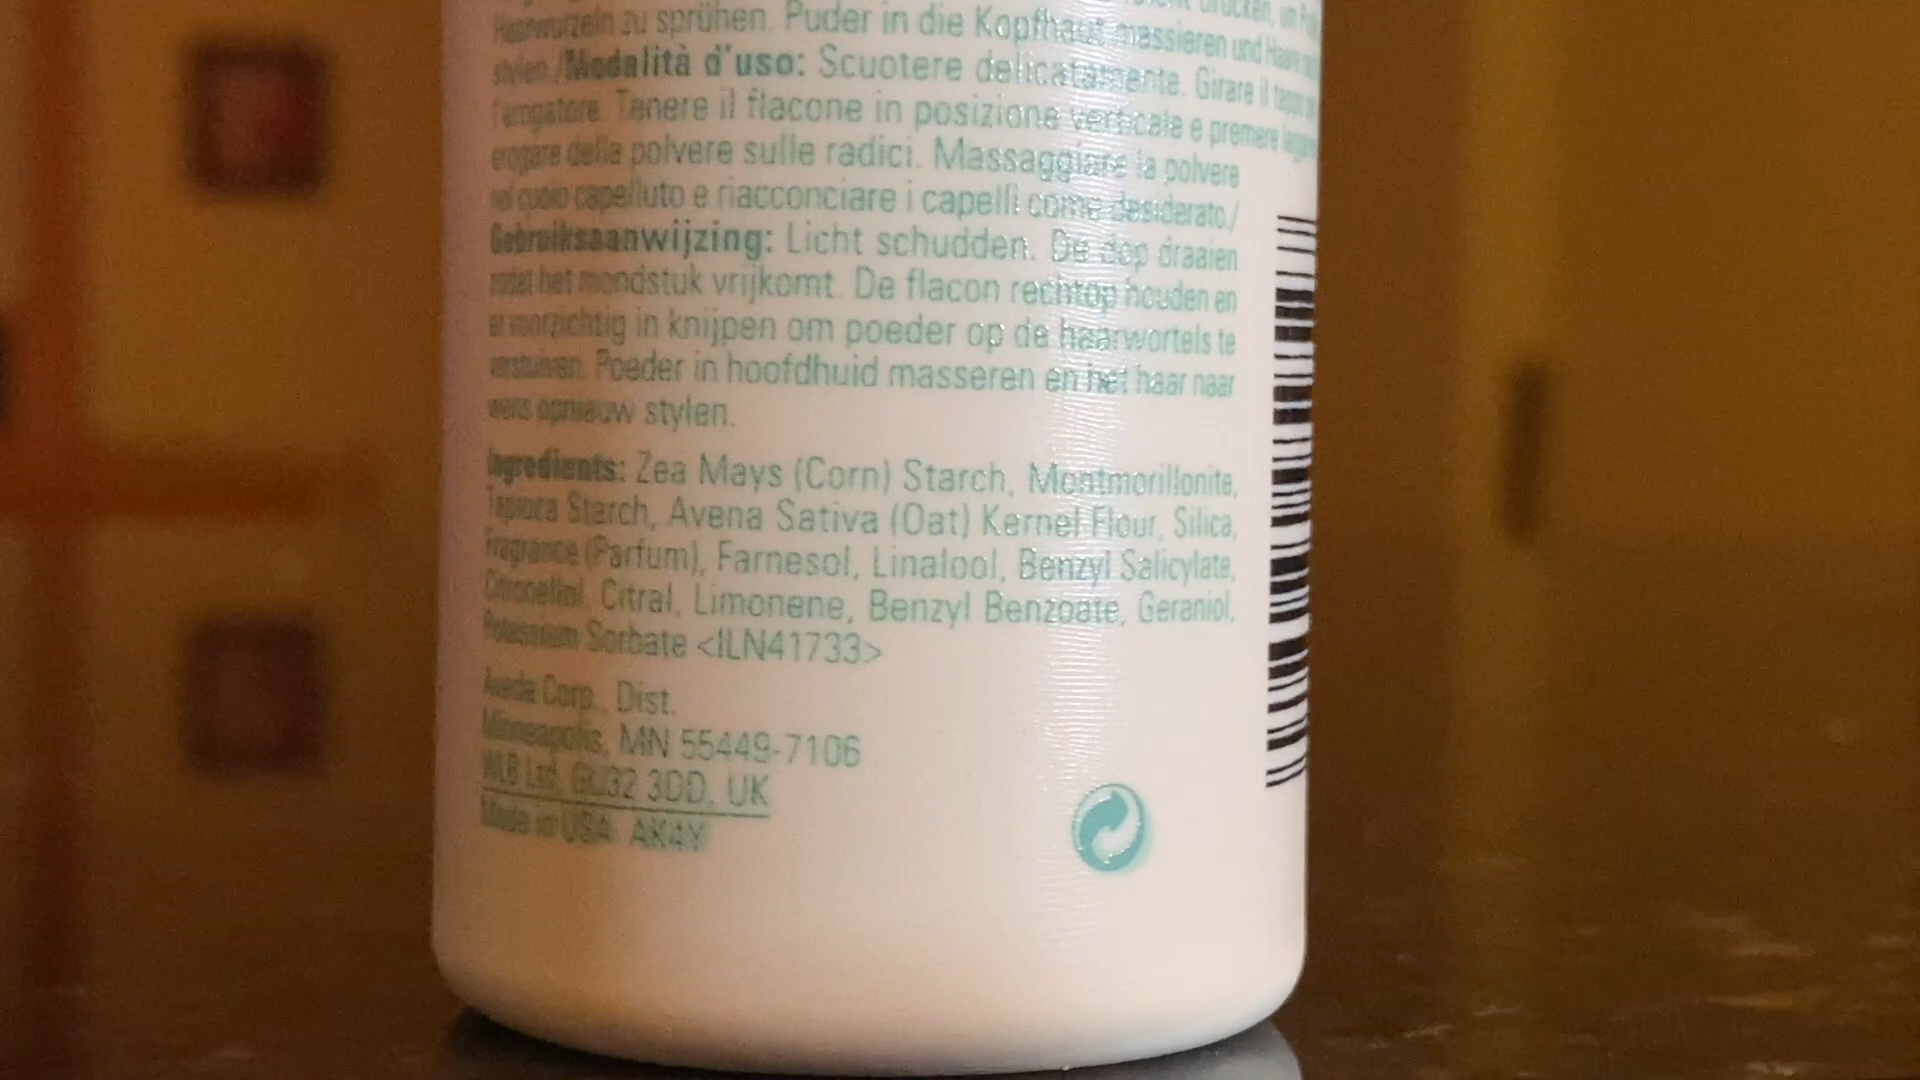 Haarwurzeln zu sprühen. Puder in die Kopfhaut massieren und Haare
stylen./Modalità d'uso: Scuotere delicatamente. Girare il tappo
l'erogatore. Tenere il flacone in posizione verticale e premere
erogare della polvere sulle radici. Massaggiare la polvere
nel cuoio capelluto e riacconciare i capelli come desiderato./
Gebruiksaanwijzing: Licht schudden. De dop draaien
zodat het mondstuk vrijkomt. De flacon rechtop houden en
er voorzichtig in knijpen om poeder op de haarwortels te
verstuiven. Poeder in hoofdhuid masseren en het haar naar
wens opnieuw stylen.
Ingredients: Zea Mays (Corn) Starch, Montmorillonite,
Tapioca Starch, Avena Sativa (Oat) Kernel Flour, Silica,
Fragrance (Parfum), Farnesol, Linalool, Benzyl Salicylate,
Citronellol, Citral, Limonene, Benzyl Benzoate, Geraniol,
Potassium Sorbate <ILN41733>
Aveda Corp., Dist.
Minneapolis, MN 55449-7106
WLB Ltd, GU32 3DD, UK
Made in USA AK4Y